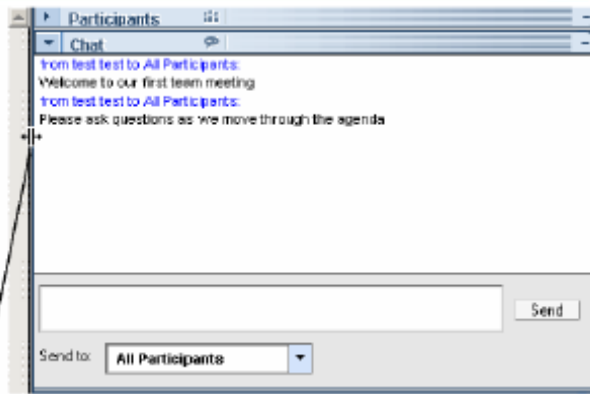 Participants
Chat
from test test to All Participants:
Welcome to our first team meeting
from test test to All Participants:
Please ask questions as we move through the agenda
Send
Send to:
All Participants